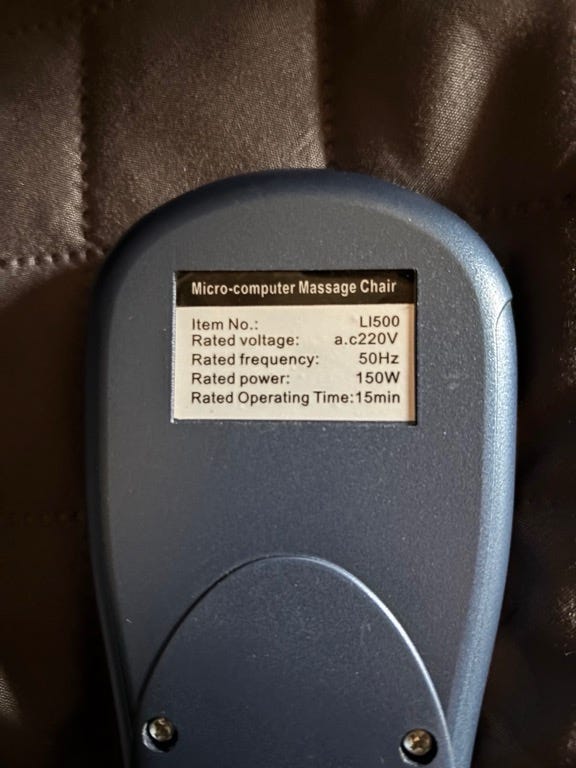 Micro-computer Massage Chair
Item No.: LI500
Rated voltage: a.c220V
Rated frequency: 50Hz
Rated power: 150W
Rated Operating Time:15min